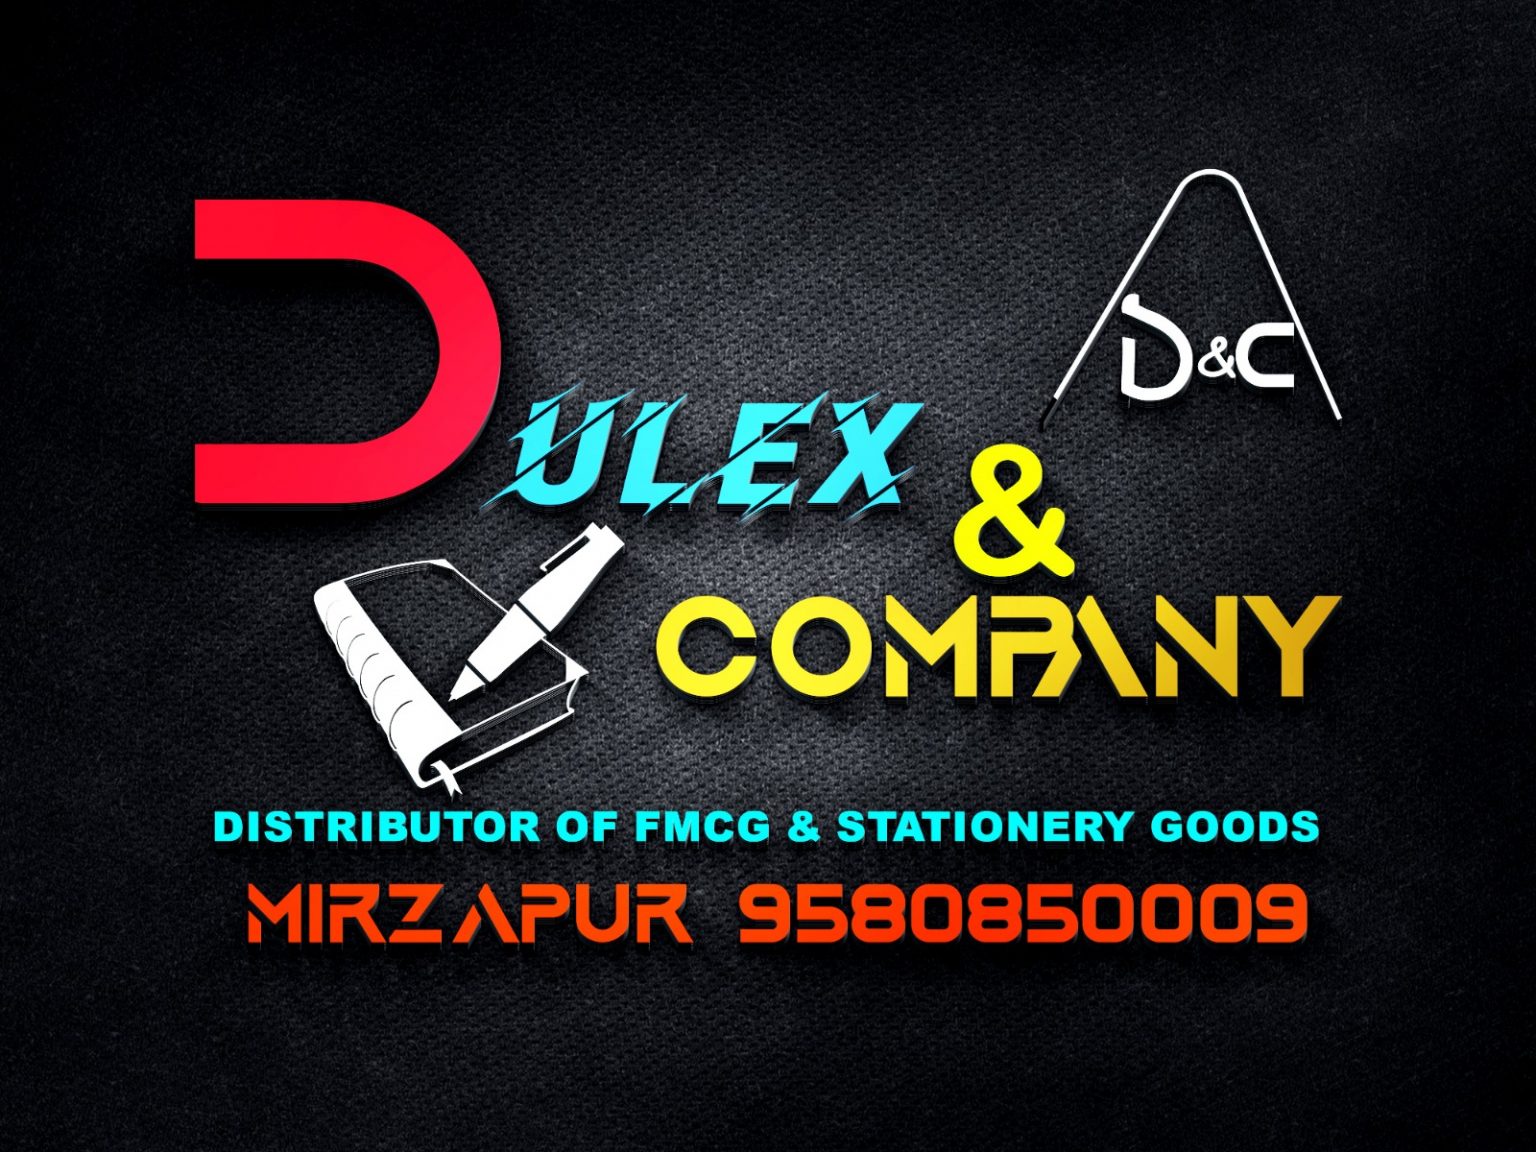 D&C
DULEX
&
COMPANY
DISTRIBUTOR OF FMCG & STATIONERY GOODS
MIRZAPUR 9580850009